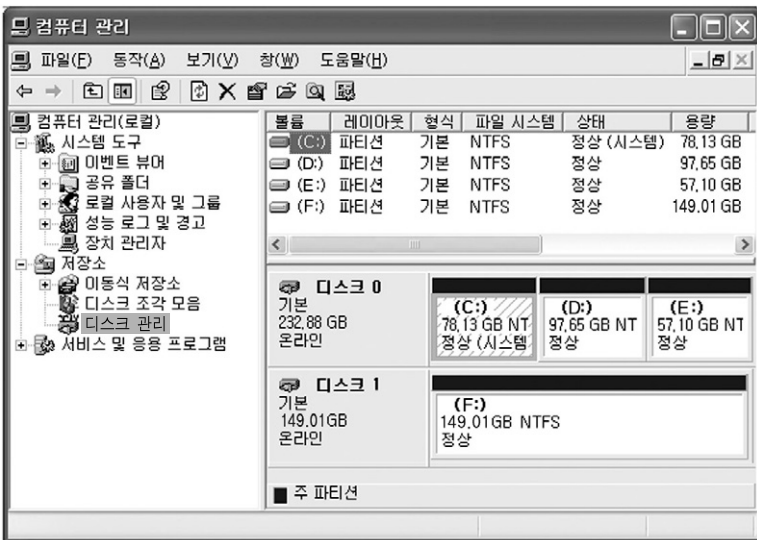 컴퓨터 관리
파일(F) 동작(A) 보기(V) 창(W) 도움말(H)
컴퓨터 관리(로컬)
시스템 도구
이벤트 뷰어
공유 폴더
로컬 사용자 및 그룹
성능 로그 및 경고
장치 관리자
저장소
이동식 저장소
디스크 조각 모음
디스크 관리
서비스 및 응용 프로그램
볼륨 레이아웃 형식 파일 시스템 상태 용량
(C:) 파티션 기본 NTFS 정상 (시스템) 78,13 GB
(D:) 파티션 기본 NTFS 정상 97,65 GB
(E:) 파티션 기본 NTFS 정상 57,10 GB
(F:) 파티션 기본 NTFS 정상 149.01 GB
디스크 0
기본
232,88 GB
온라인
(C:)
78,13 GB NT
정상 (시스템
(D:)
97,65 GB NT
정상
(E:)
57,10 GB NT
정상
디스크 1
기본
149.01GB
온라인
(F:)
149.01GB NTFS
정상
주 파티션